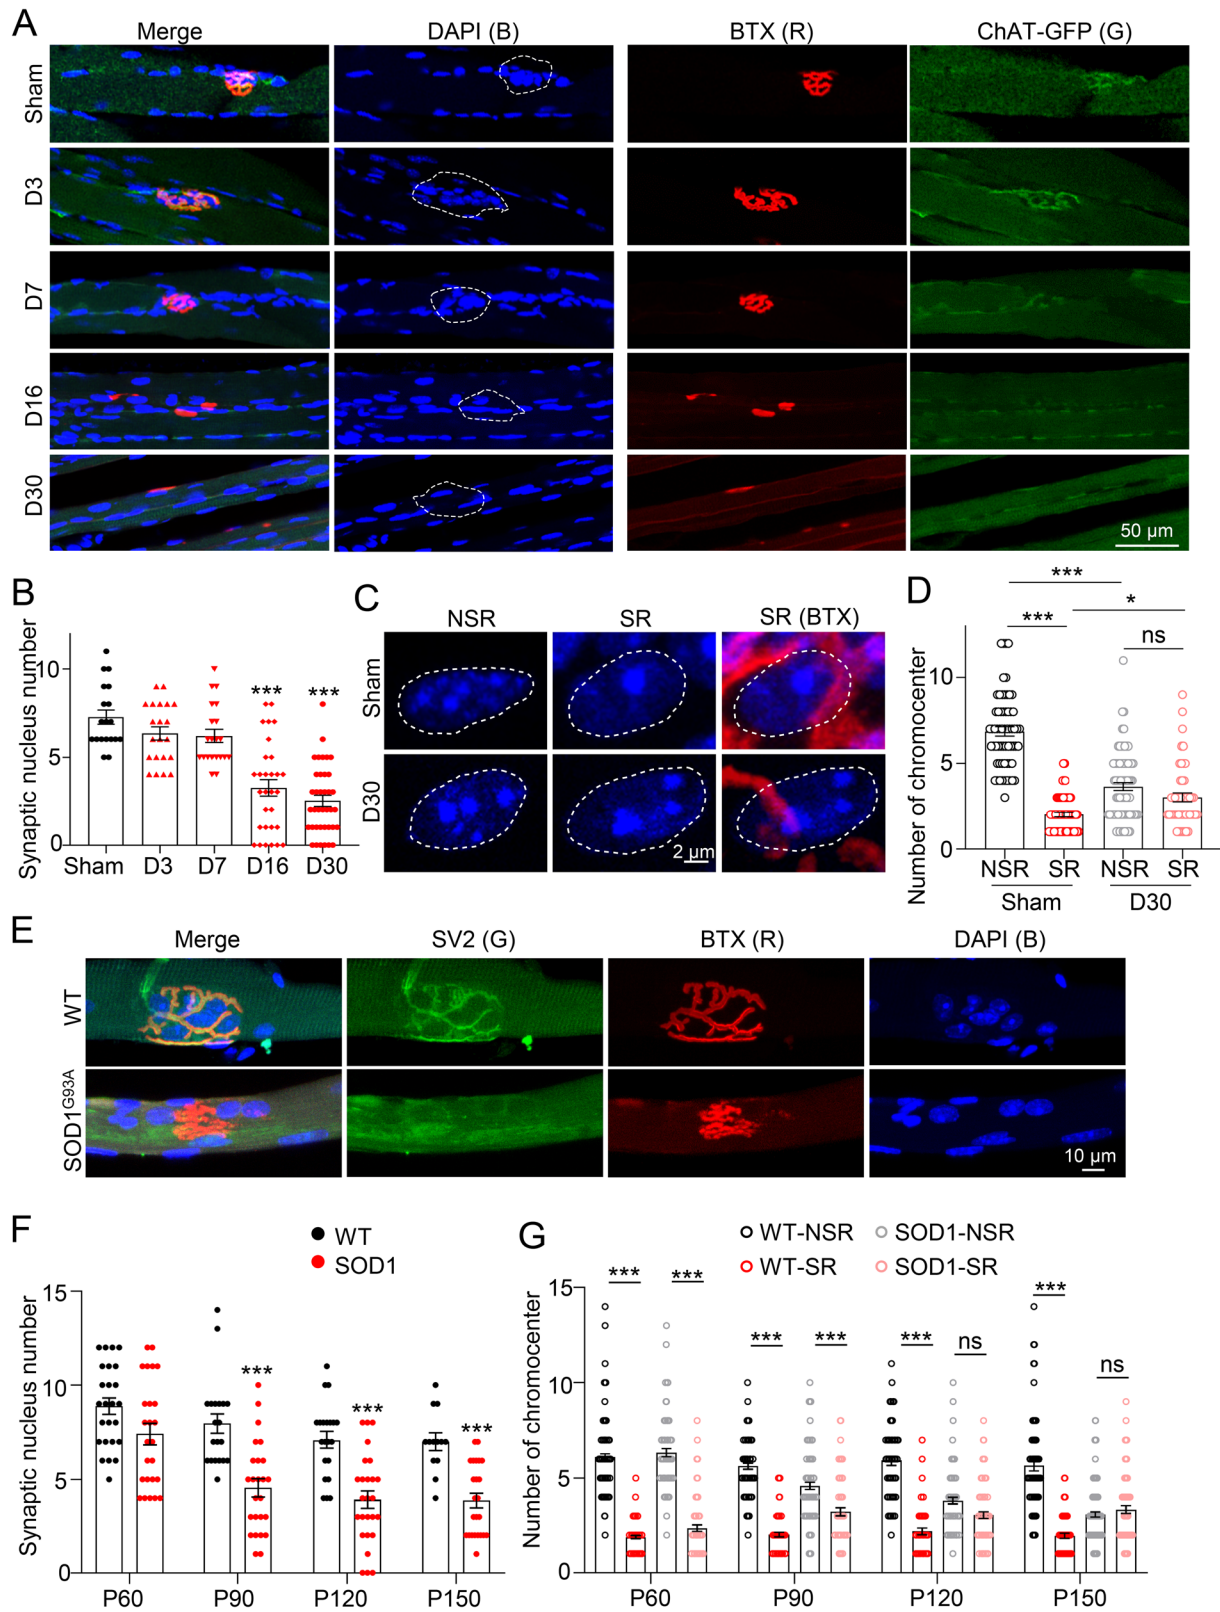 A
Merge DAPI (B) BTX (R) ChAT-GFP (G)
Sham
D3
D7
D16
D30
50 µm
B
Synaptic nucleus number
10
5
0
*** ***
Sham D3 D7 D16 D30
C
NSR SR SR (BTX)
Sham
D30
2 µm
D
Number of chromocenter
***
*** *
ns
10
5
0
NSR SR NSR SR
Sham D30
E
Merge SV2 (G) BTX (R) DAPI (B)
WT
SOD1G93A
10 µm
F
WT
SOD1
Synaptic nucleus number
15
10
5
0
*** *** ***
P60 P90 P120 P150
G
WT-NSR SOD1-NSR
WT-SR SOD1-SR
Number of chromocenter
15
10
5
0
*** *** *** *** *** ns *** ns
P60 P90 P120 P150